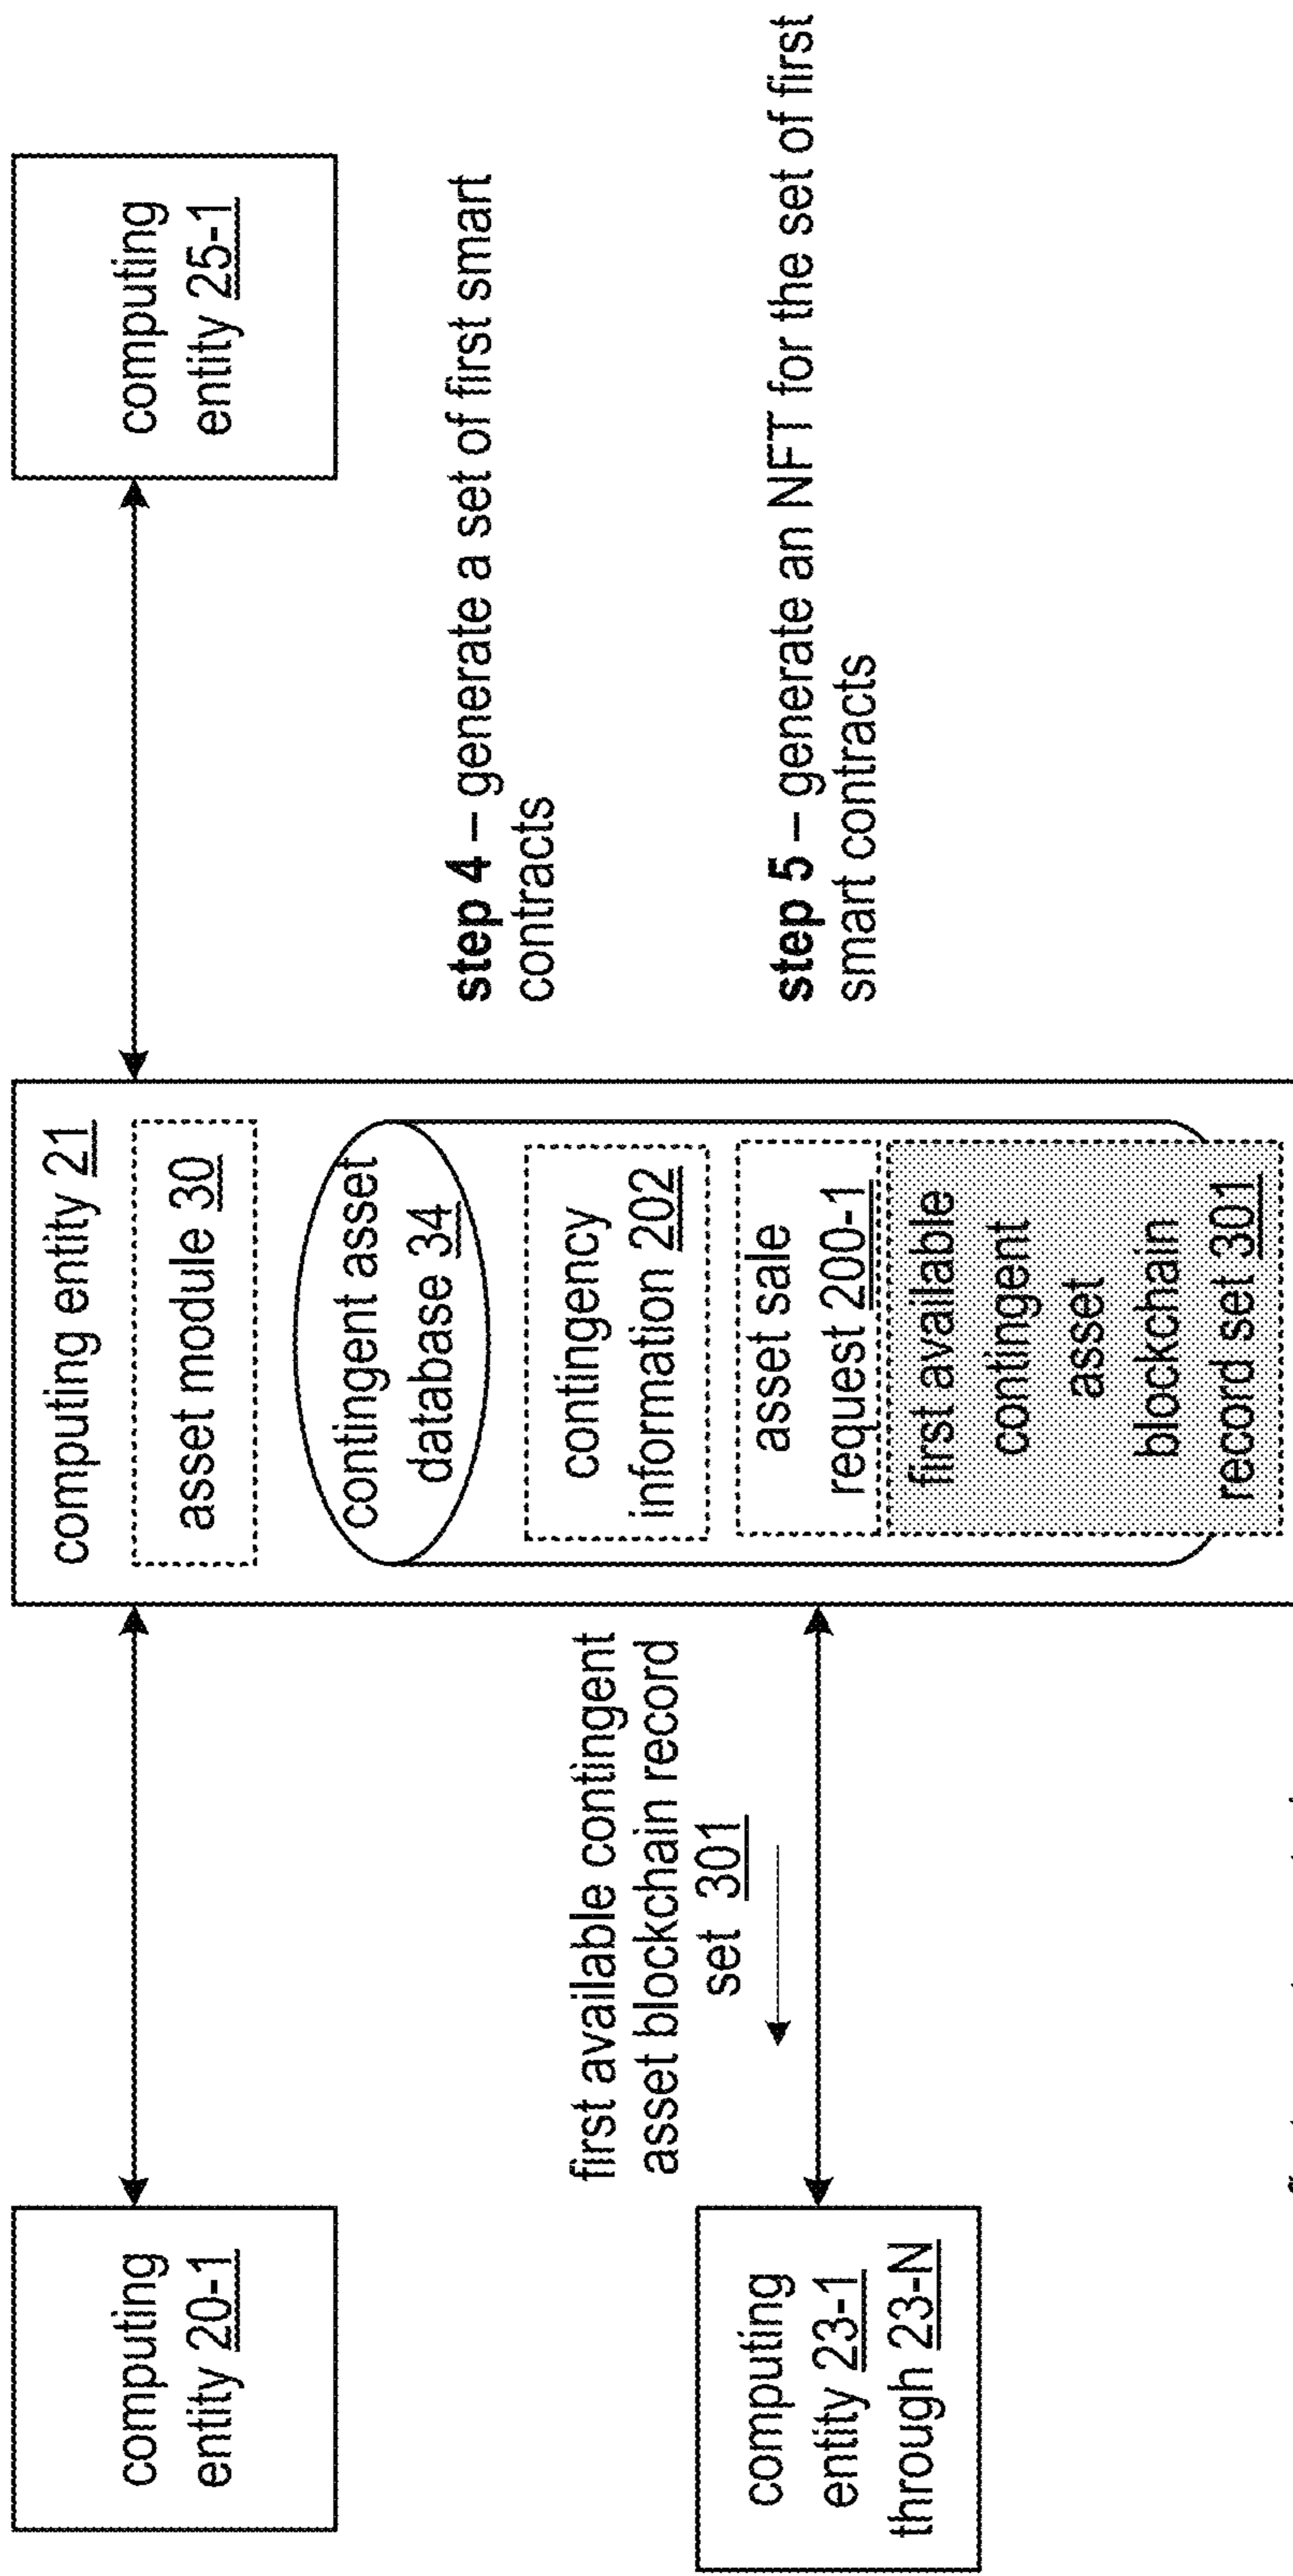 computing
entity 20-1
computing
entity 23-1
through 23-N
first available contingent
asset blockchain record
set 301
computing entity 21
asset module 30
contingent asset
database 34
contingency
information 202
asset sale
request 200-1
first available
contingent
asset
blockchain
record set 301
computing
entity 25-1
step 4 – generate a set of first smart
contracts
step 5 – generate an NFT for the set of first
smart contracts